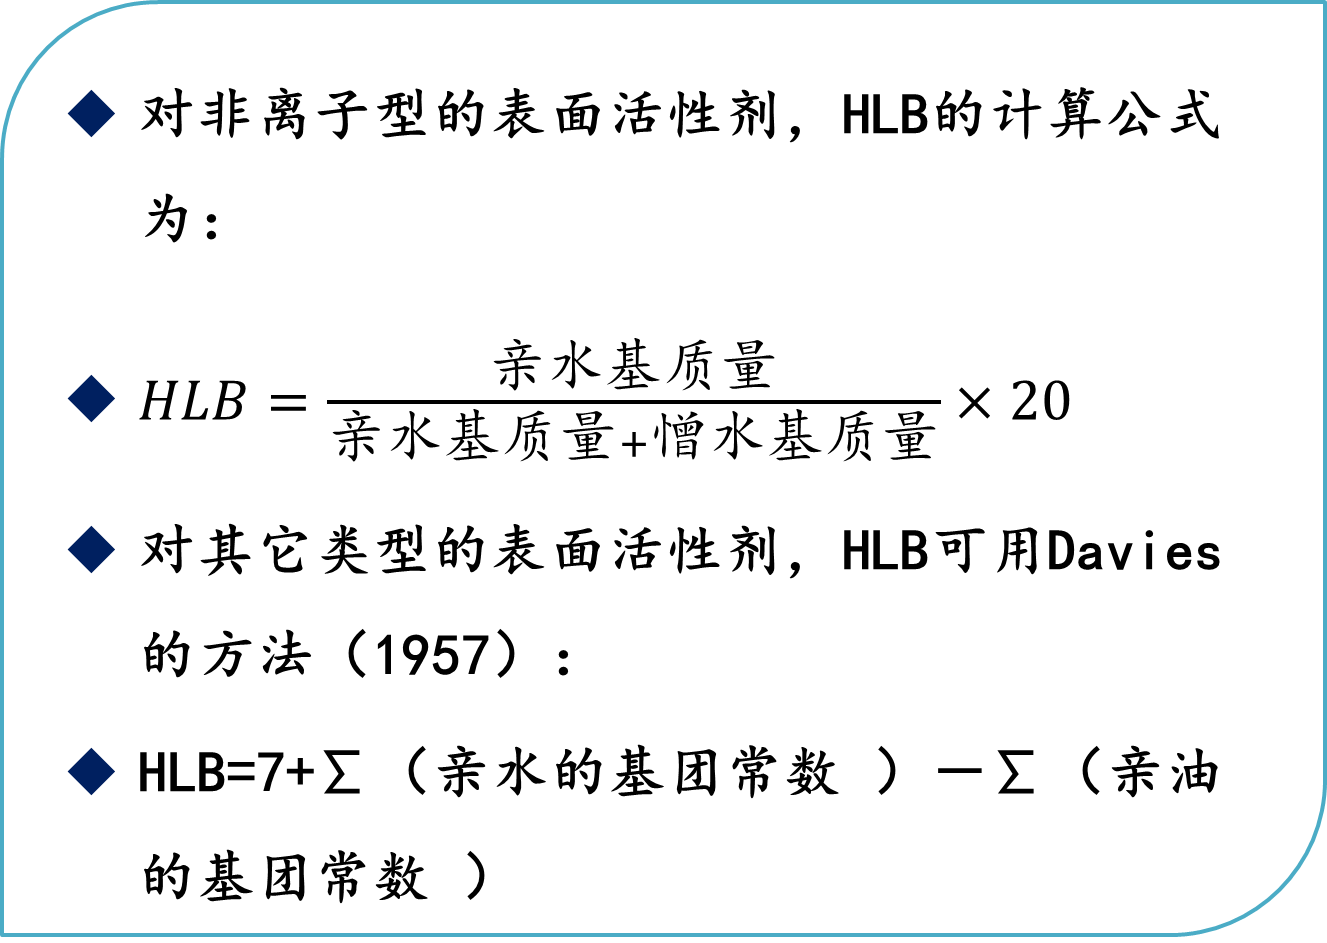 ◆ 对非离子型的表面活性剂，HLB的计算公式
为：
◆ HLB = 亲水基质量 / 亲水基质量+憎水基质量 × 20
◆ 对其它类型的表面活性剂，HLB可用Davies
的方法（1957）：
◆ HLB=7+∑（亲水的基团常数 ）－∑（亲油
的基团常数 ）